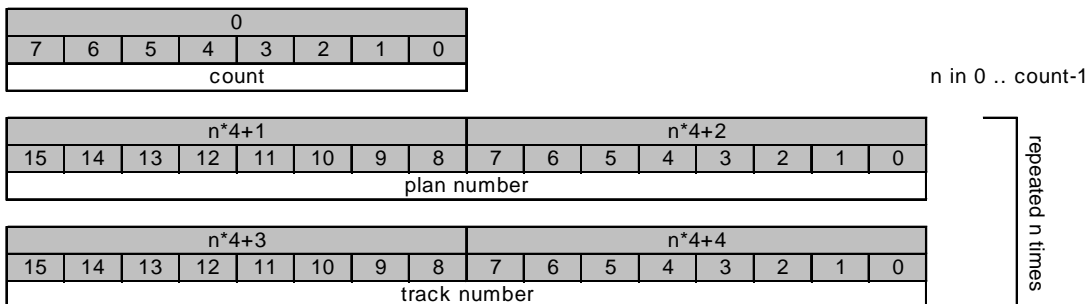 0
7 6 5 4 3 2 1 0
count
n in 0 .. count-1
n*4+1 n*4+2
15 14 13 12 11 10 9 8 7 6 5 4 3 2 1 0
plan number
n*4+3 n*4+4
15 14 13 12 11 10 9 8 7 6 5 4 3 2 1 0
track number
repeated n times